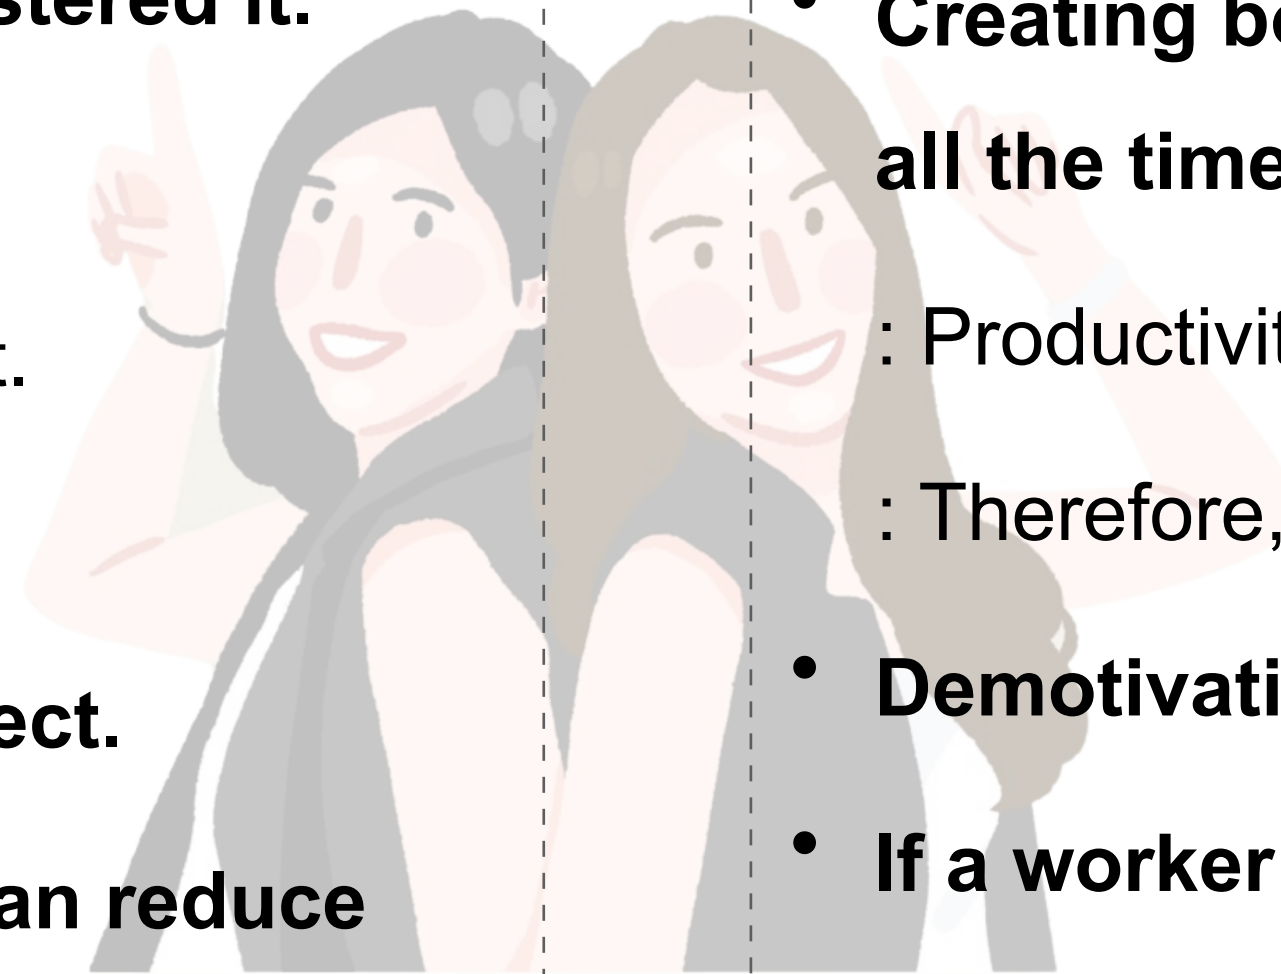 stered it.
t.
ect.
an reduce
• Creating be
all the time
: Productivit
: Therefore,
• Demotivati
• If a worker